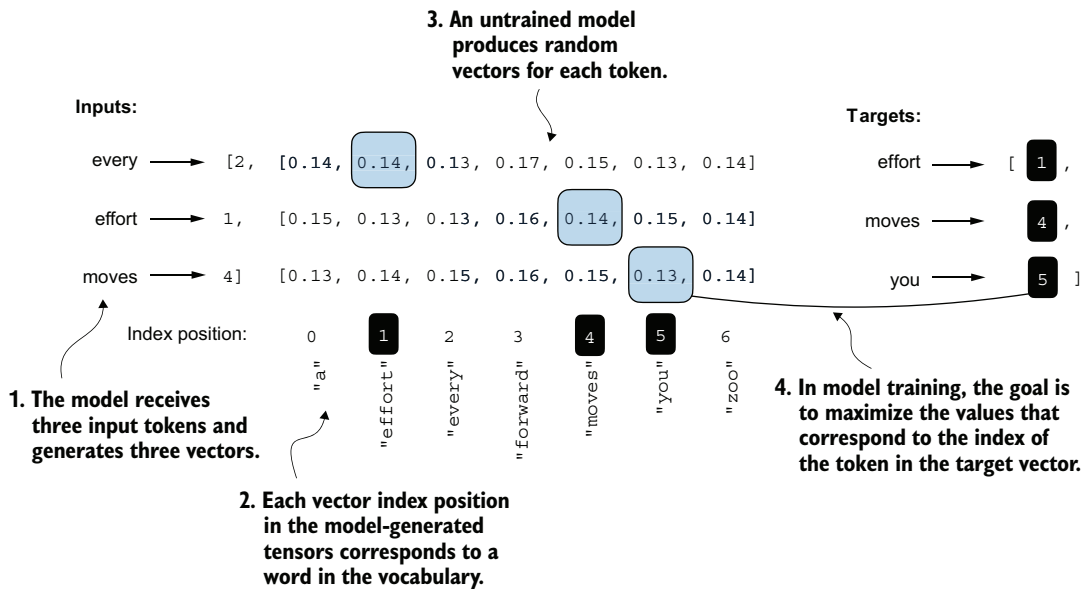 3. An untrained model
produces random
vectors for each token.
Inputs:
Targets:
every [2, [0.14, 0.14, 0.13, 0.17, 0.15, 0.13, 0.14] effort [ 1 ,
effort 1, [0.15, 0.13, 0.13, 0.16, 0.14, 0.15, 0.14] moves 4 ,
moves 4] [0.13, 0.14, 0.15, 0.16, 0.15, 0.13, 0.14] you 5 ]
Index position: 0 1 2 3 4 5 6
"a" "effort" "every" "forward" "moves" "you" "zoo"
1. The model receives
three input tokens and
generates three vectors.
2. Each vector index position
in the model-generated
tensors corresponds to a
word in the vocabulary.
4. In model training, the goal is
to maximize the values that
correspond to the index of
the token in the target vector.